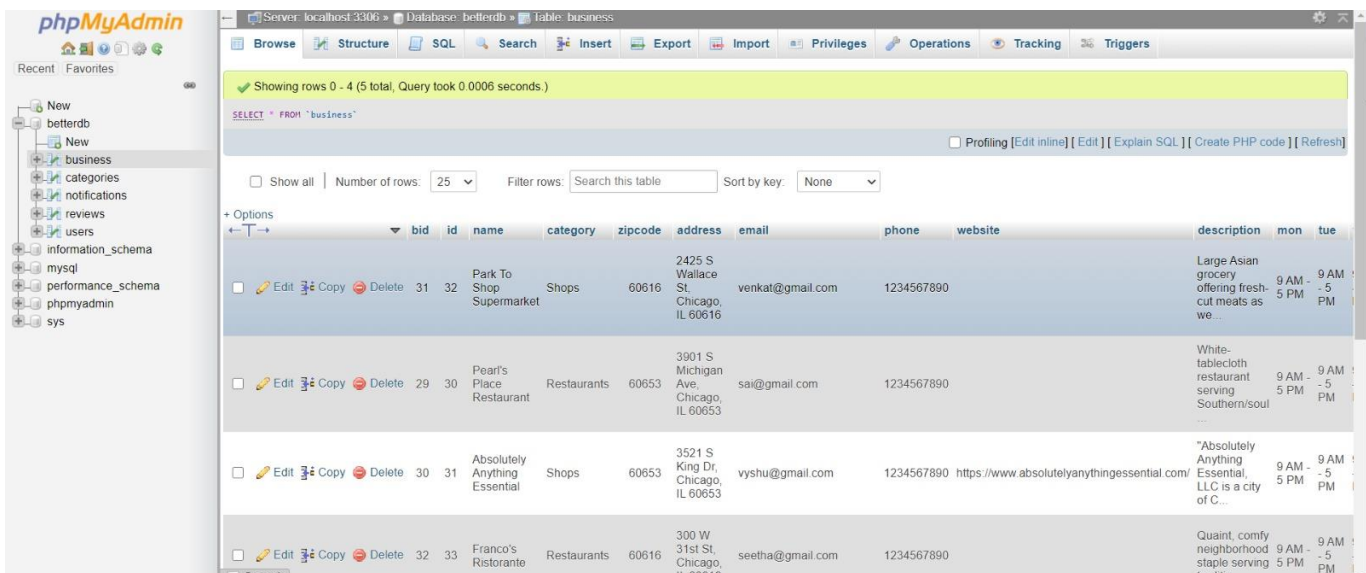 phpMyAdmin
Recent Favorites
New
betterdb
New
business
categories
notifications
reviews
users
information_schema
mysql
performance_schema
phpmyadmin
sys
Server: localhost:3306 » Database: betterdb » Table: business
Browse Structure SQL Search Insert Export Import Privileges Operations Tracking Triggers
Showing rows 0 - 4 (5 total, Query took 0.0006 seconds.)
SELECT * FROM `business`
Profiling [Edit inline] [ Edit ] [ Explain SQL ] [ Create PHP code ] [ Refresh]
Show all | Number of rows: 25 Filter rows: Search this table Sort by key: None
+ Options
←T→ bid id name category zipcode address email phone website description mon tue
Edit Copy Delete 31 32 Park To Shop Supermarket Shops 60616 2425 S Wallace St, Chicago, IL 60616 venkat@gmail.com 1234567890 Large Asian grocery offering fresh-cut meats as we... 9 AM - 5 PM 9 AM - 5 PM
Edit Copy Delete 29 30 Pearl's Place Restaurant Restaurants 60653 3901 S Michigan Ave, Chicago, IL 60653 sai@gmail.com 1234567890 White-tablecloth restaurant serving Southern/soul ... 9 AM - 5 PM 9 AM - 5 PM
Edit Copy Delete 30 31 Absolutely Anything Essential Shops 60653 3521 S King Dr, Chicago, IL 60653 vyshu@gmail.com 1234567890 https://www.absolutelyanythingessential.com/ "Absolutely Anything Essential, LLC is a city of C... 9 AM - 5 PM 9 AM - 5 PM
Edit Copy Delete 32 33 Franco's Ristorante Restaurants 60616 300 W 31st St, Chicago, seetha@gmail.com 1234567890 Quaint, comfy neighborhood staple serving 9 AM - 5 PM 9 AM - 5 PM